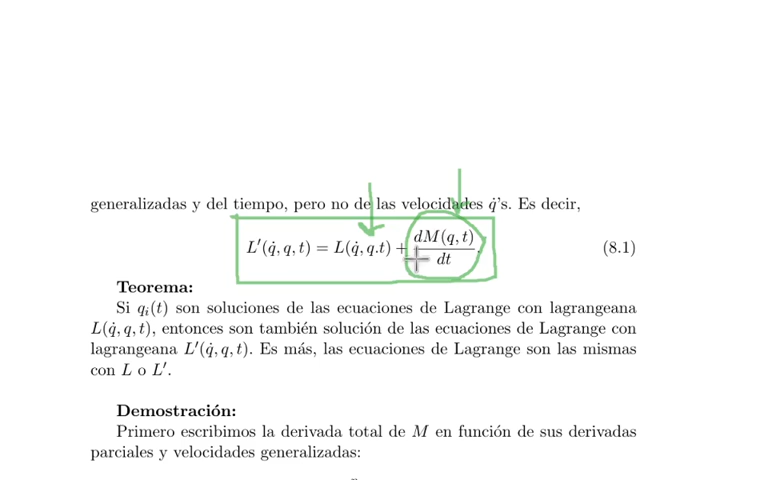 generalizadas y del tiempo, pero no de las velocidades q̇'s. Es decir,
L′(q̇, q, t) = L(q̇, q.t) + dM(q, t)/dt. (8.1)
Teorema:
Si qᵢ(t) son soluciones de las ecuaciones de Lagrange con lagrangeana
L(q̇, q, t), entonces son también solución de las ecuaciones de Lagrange con
lagrangeana L′(q̇, q, t). Es más, las ecuaciones de Lagrange son las mismas
con L o L′.
Demostración:
Primero escribimos la derivada total de M en función de sus derivadas
parciales y velocidades generalizadas: